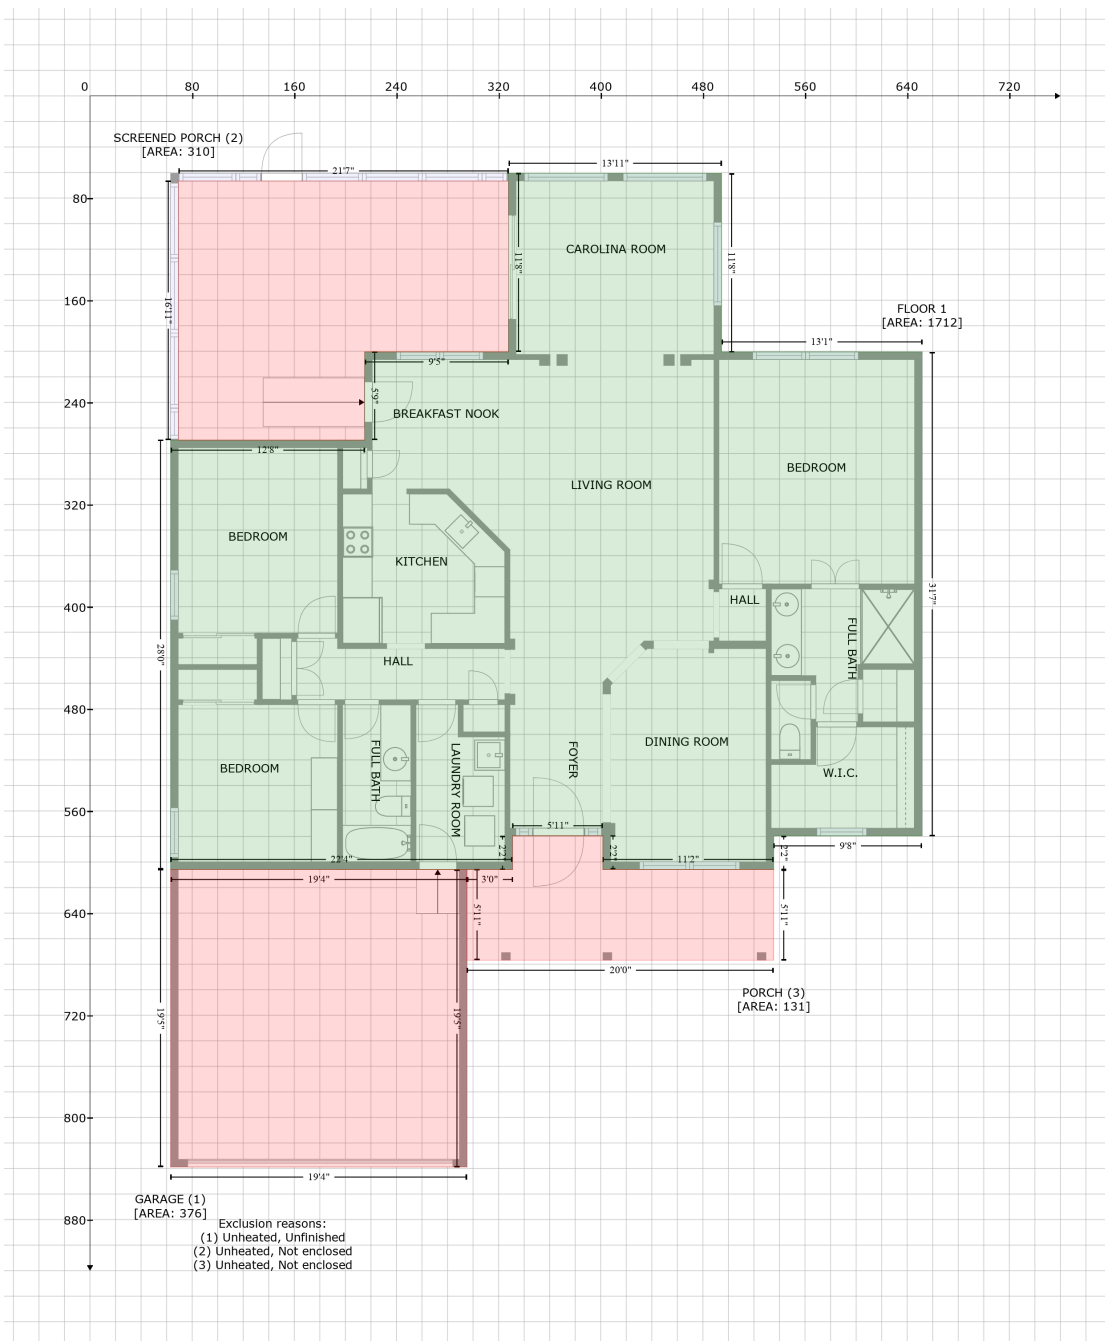 0 80 160 240 320 400 480 560 640 720
SCREENED PORCH (2)
[AREA: 310]
21'7"
13'11"
80
CAROLINA ROOM
11'8"
11'8"
160
16'11"
FLOOR 1
[AREA: 1712]
13'1"
9'5"
240
5'9"
BREAKFAST NOOK
12'8"
BEDROOM
LIVING ROOM
320
BEDROOM
KITCHEN
400
HALL
31'7"
FULL BATH
28'0"
HALL
480
DINING ROOM
FOYER
BEDROOM
FULL BATH
LAUNDRY ROOM
W.I.C.
560
5'11"
2'2"
2'2"
2'2"
9'8"
22'4"
11'2"
19'4"
3'0"
640
5'11"
5'11"
20'0"
PORCH (3)
[AREA: 131]
720
19'5"
19'5"
800
19'4"
GARAGE (1)
[AREA: 376]
880
Exclusion reasons:
(1) Unheated, Unfinished
(2) Unheated, Not enclosed
(3) Unheated, Not enclosed